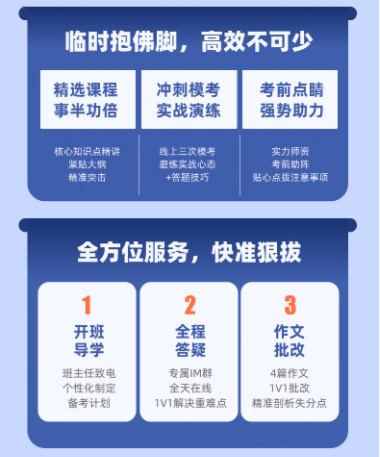 临时抱佛脚，高效不可少
精选课程
事半功倍
冲刺模考
实战演练
考前点睛
强势助力
核心知识点精讲
紧贴大纲
精准突击
线上三次模考
磨练实战心态
+答题技巧
实力师资
考前助阵
贴心点拨注意事项
全方位服务，快准狠拔
1
开班
导学
班主任致电
个性化制定
备考计划
2
全程
答疑
专属IM群
全天在线
1V1解决重难点
3
作文
批改
4篇作文
1V1批改
精准剖析失分点